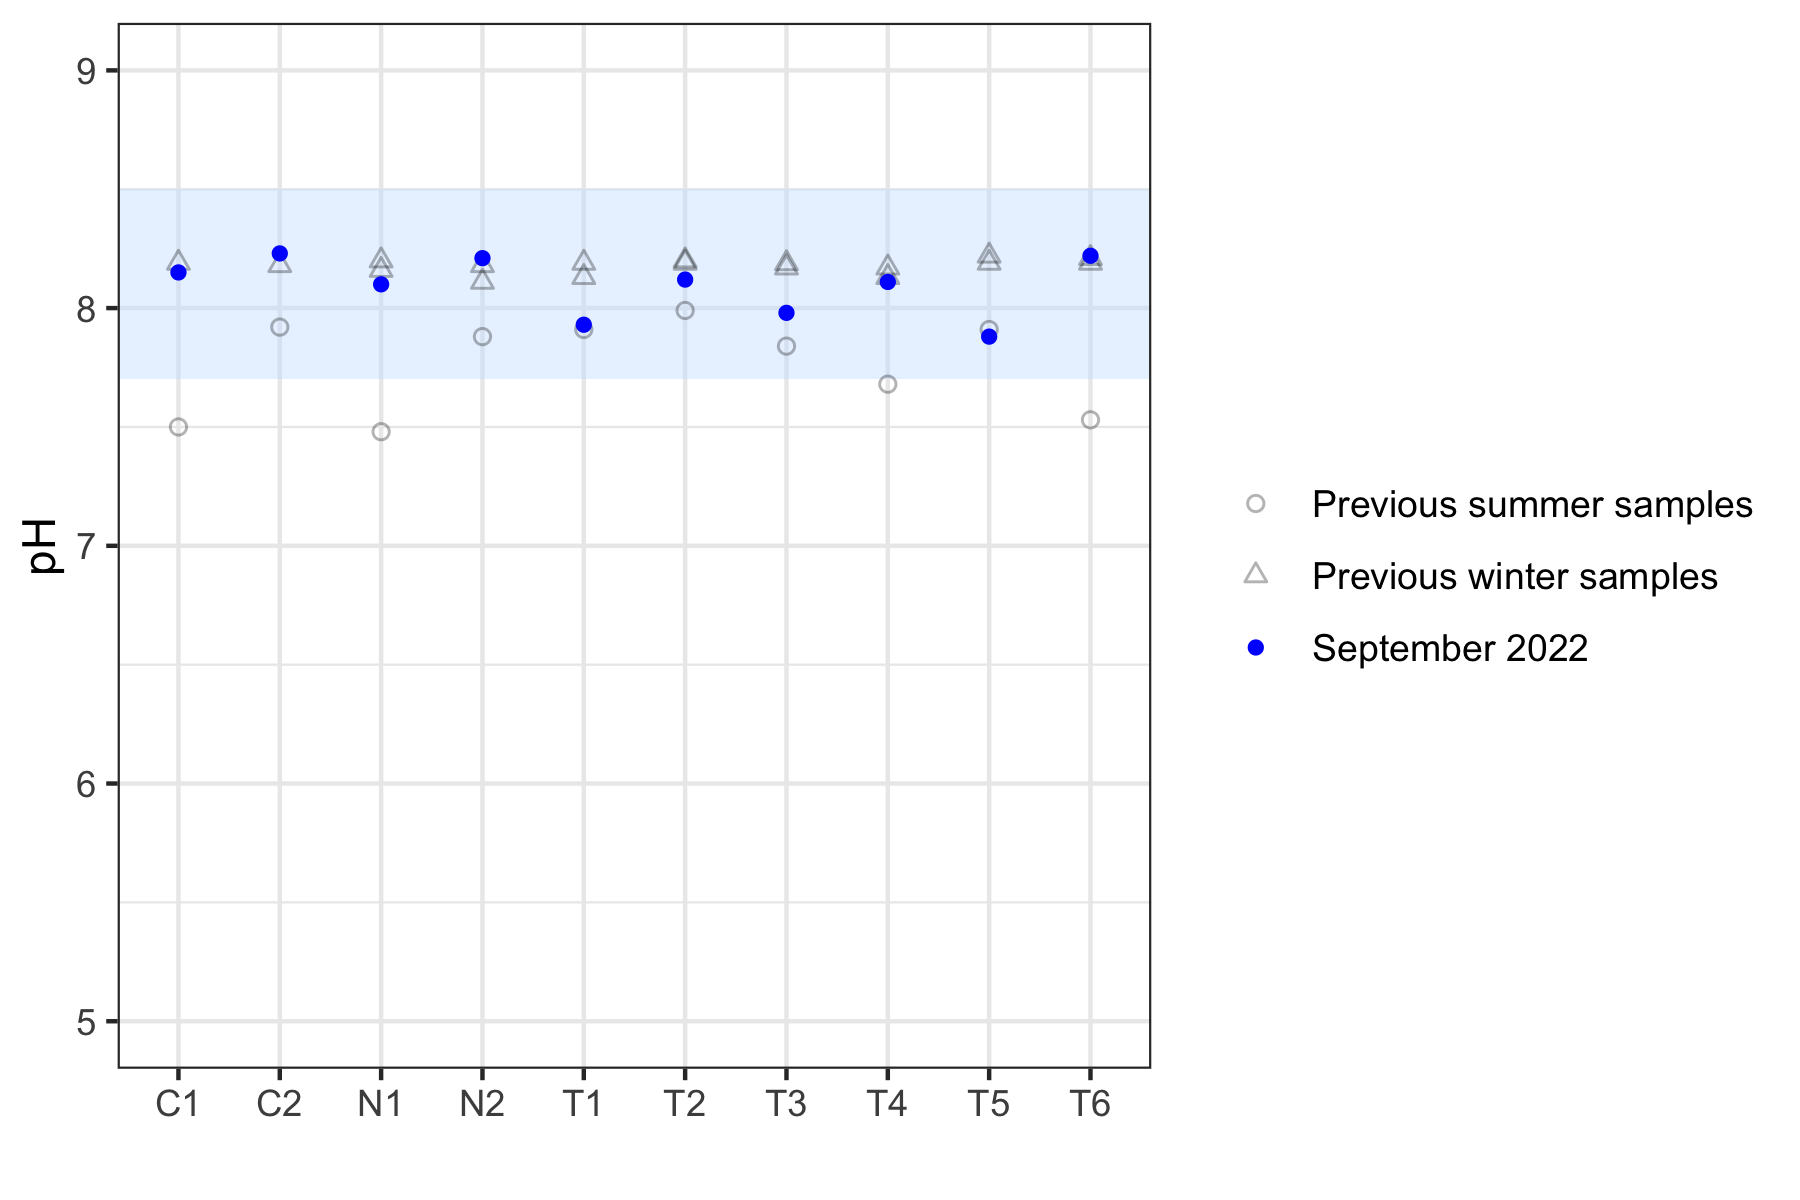 pH
9
8
7
6
5
C1 C2 N1 N2 T1 T2 T3 T4 T5 T6
Previous summer samples
Previous winter samples
September 2022